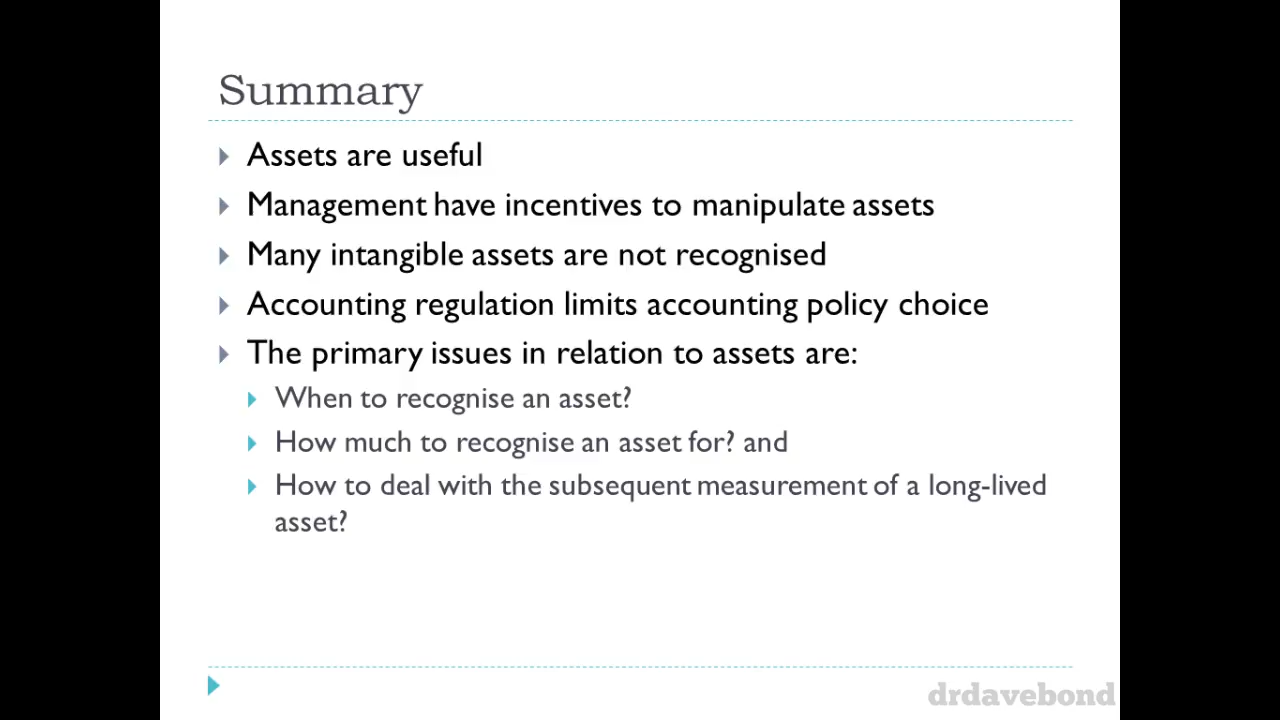 Summary
Assets are useful
Management have incentives to manipulate assets
Many intangible assets are not recognised
Accounting regulation limits accounting policy choice
The primary issues in relation to assets are:
When to recognise an asset?
How much to recognise an asset for? and
How to deal with the subsequent measurement of a long-lived
asset?
drdavebond